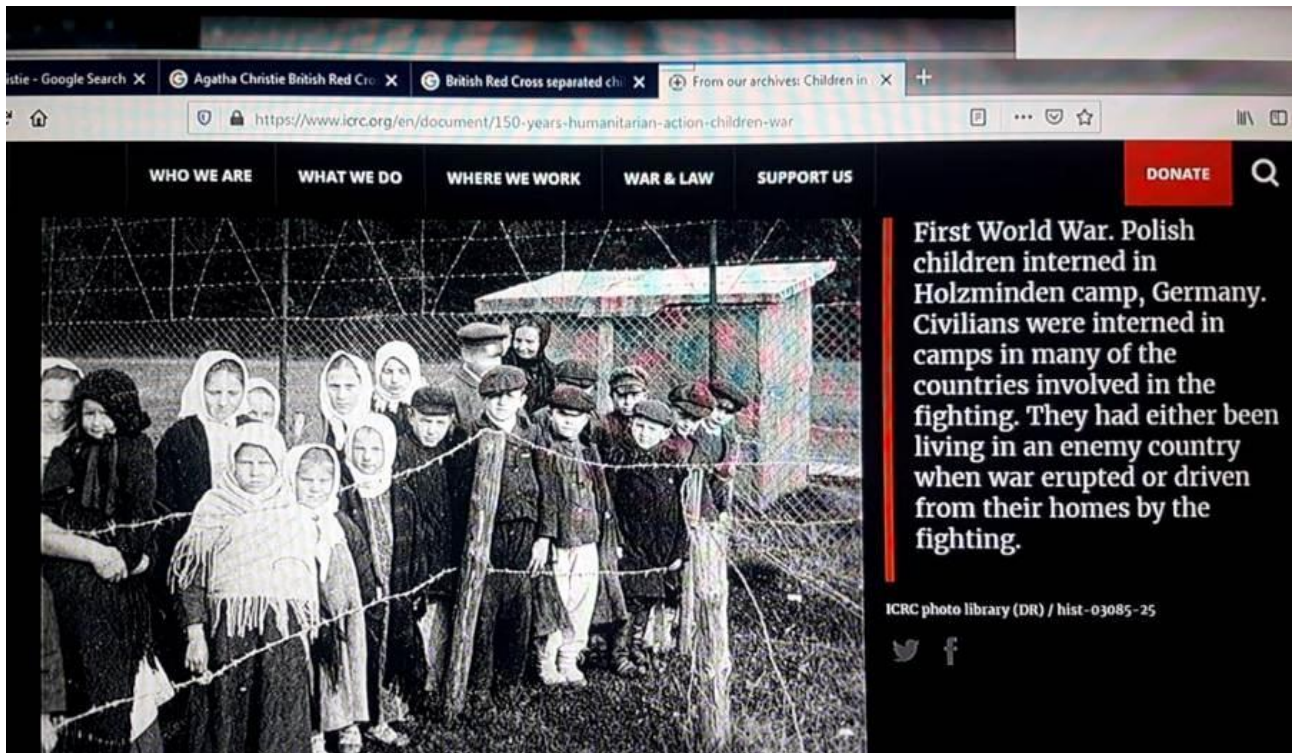 istie - Google Search
Agatha Christie British Red Cro
British Red Cross separated chi
From our archives: Children in
https://www.icrc.org/en/document/150-years-humanitarian-action-children-war
WHO WE ARE
WHAT WE DO
WHERE WE WORK
WAR & LAW
SUPPORT US
DONATE
First World War. Polish
children interned in
Holzminden camp, Germany.
Civilians were interned in
camps in many of the
countries involved in the
fighting. They had either been
living in an enemy country
when war erupted or driven
from their homes by the
fighting.
ICRC photo library (DR) / hist-03085-25